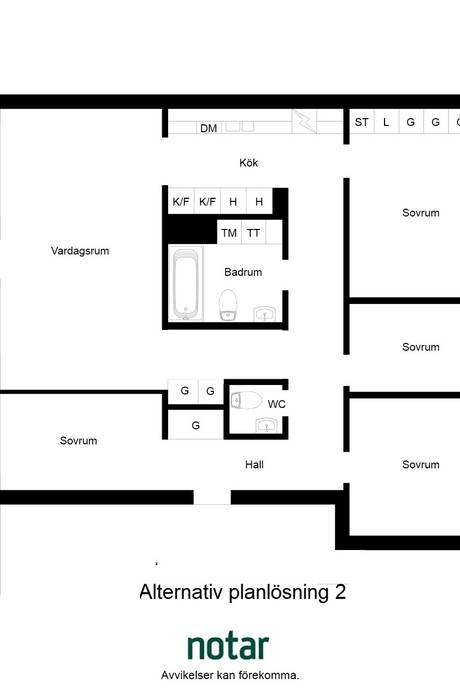 DM
ST L G G G
Kök
K/F K/F H H
Sovrum
TM TT
Vardagsrum
Badrum
Sovrum
G G
WC
G
Sovrum
Hall
Sovrum
Alternativ planlösning 2
notar
Avvikelser kan förekomma.